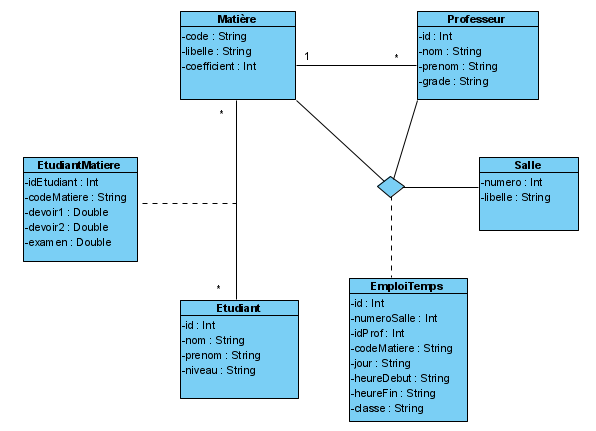 Matière
-code : String
-libelle : String
-coefficient : Int
1
*
Professeur
-id : Int
-nom : String
-prenom : String
-grade : String
*
EtudiantMatiere
-idEtudiant : Int
-codeMatiere : String
-devoir1 : Double
-devoir2 : Double
-examen : Double
Salle
-numero : Int
-libelle : String
*
Etudiant
-id : Int
-nom : String
-prenom : String
-niveau : String
EmploiTemps
-id : Int
-numeroSalle : Int
-idProf : Int
-codeMatiere : String
-jour : String
-heureDebut : String
-heureFin : String
-classe : String